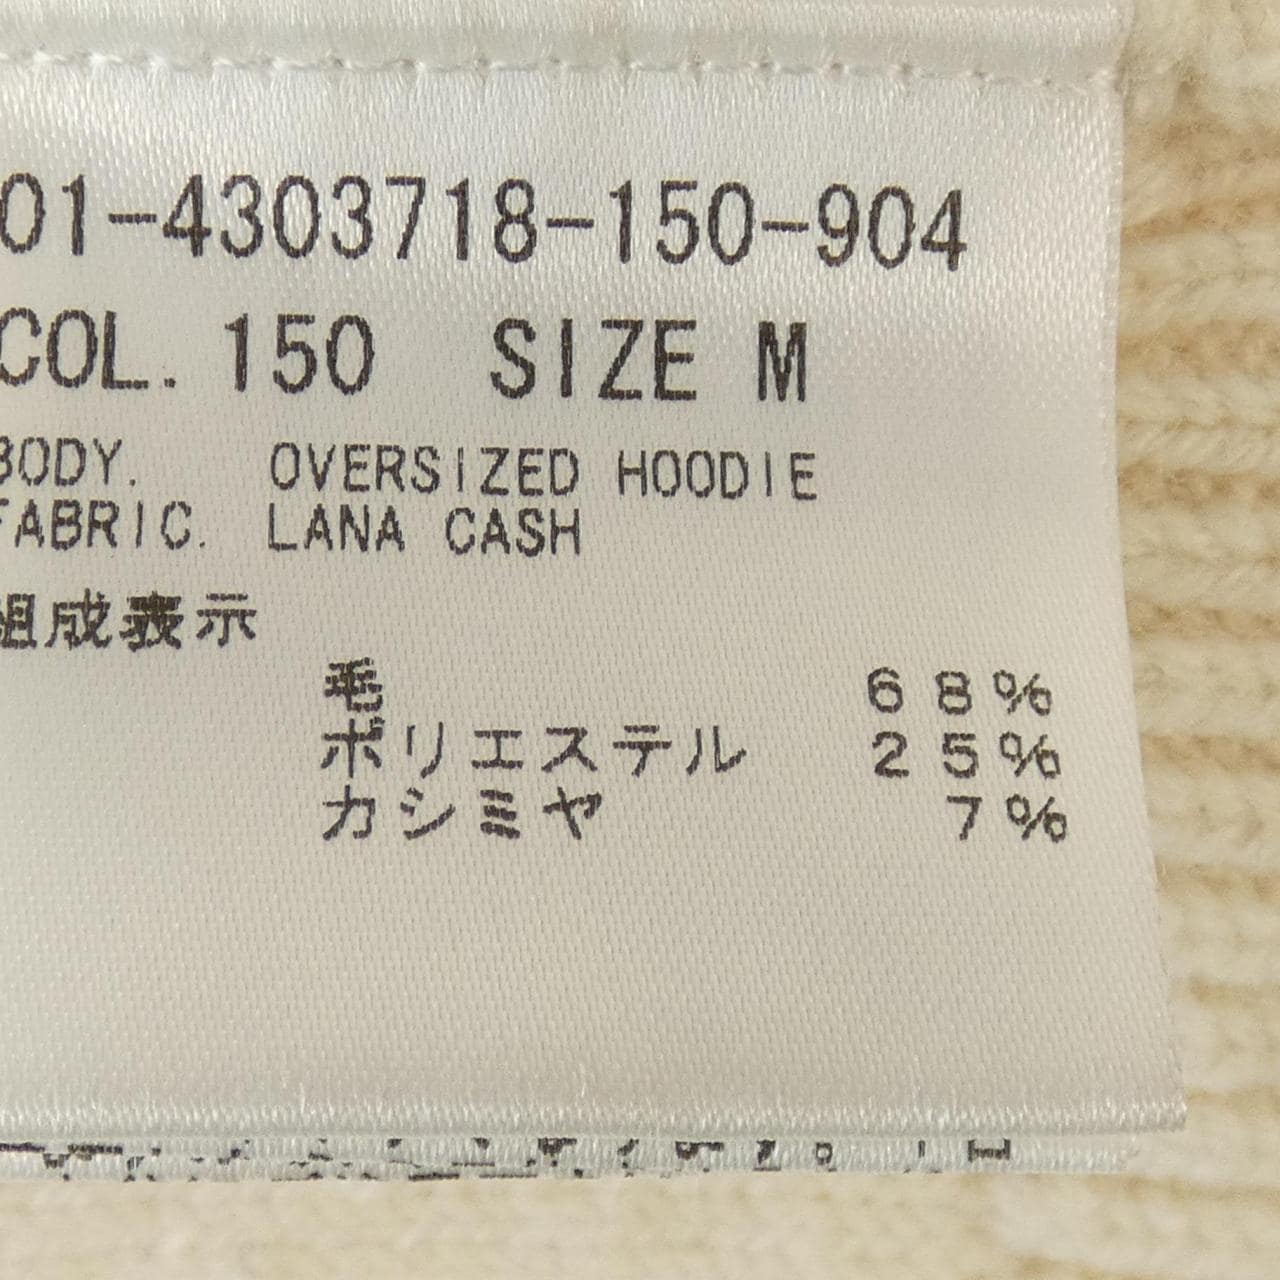 01-4303718-150-904
COL. 150 SIZE M
BODY. OVERSIZED HOODIE
FABRIC. LANA CASH
組成表示
毛 68%
ポリエステル 25%
カシミヤ 7%